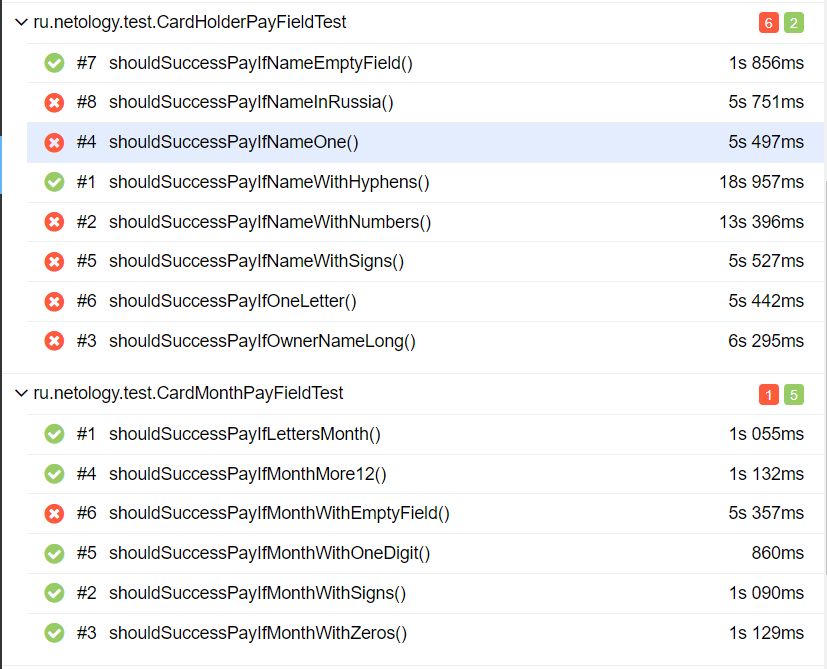 ru.netology.test.CardHolderPayFieldTest 6 2
#7 shouldSuccessPayIfNameEmptyField() 1s 856ms
#8 shouldSuccessPayIfNameInRussia() 5s 751ms
#4 shouldSuccessPayIfNameOne() 5s 497ms
#1 shouldSuccessPayIfNameWithHyphens() 18s 957ms
#2 shouldSuccessPayIfNameWithNumbers() 13s 396ms
#5 shouldSuccessPayIfNameWithSigns() 5s 527ms
#6 shouldSuccessPayIfOneLetter() 5s 442ms
#3 shouldSuccessPayIfOwnerNameLong() 6s 295ms
ru.netology.test.CardMonthPayFieldTest 1 5
#1 shouldSuccessPayIfLettersMonth() 1s 055ms
#4 shouldSuccessPayIfMonthMore12() 1s 132ms
#6 shouldSuccessPayIfMonthWithEmptyField() 5s 357ms
#5 shouldSuccessPayIfMonthWithOneDigit() 860ms
#2 shouldSuccessPayIfMonthWithSigns() 1s 090ms
#3 shouldSuccessPayIfMonthWithZeros() 1s 129ms